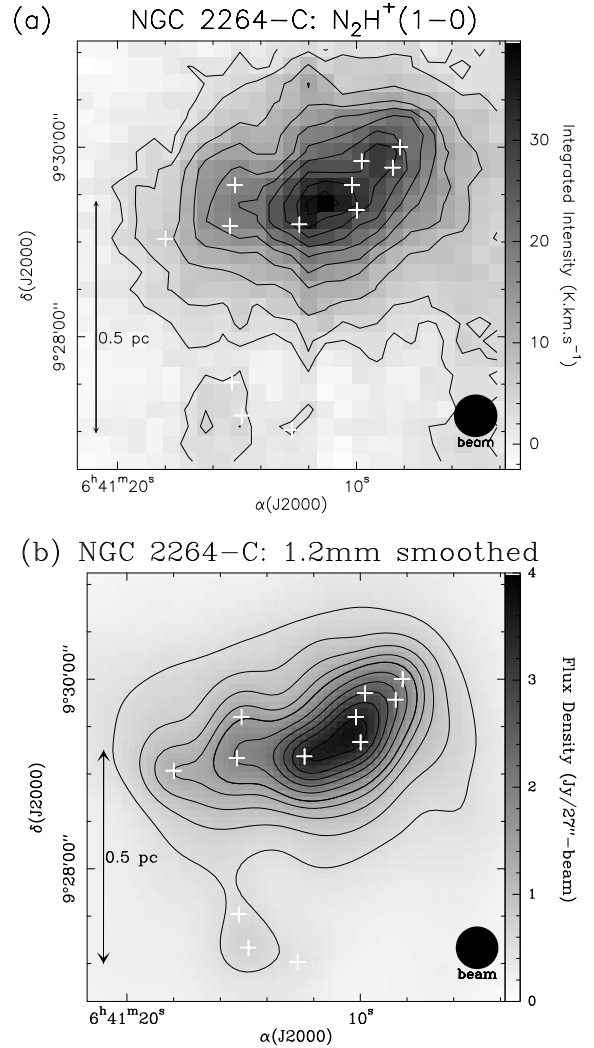 (a) NGC 2264-C: N₂H⁺(1-0)
9°30'00"
9°28'00"
δ(J2000)
0.5 pc
beam
6ʰ41ᵐ20ˢ 10ˢ
α(J2000)
30
20
10
0
Integrated Intensity (K.km.s⁻¹)
(b) NGC 2264-C: 1.2mm smoothed
9°30'00"
9°28'00"
δ(J2000)
0.5 pc
beam
6ʰ41ᵐ20ˢ 10ˢ
α(J2000)
4
3
2
1
0
Flux Density (Jy/27"-beam)